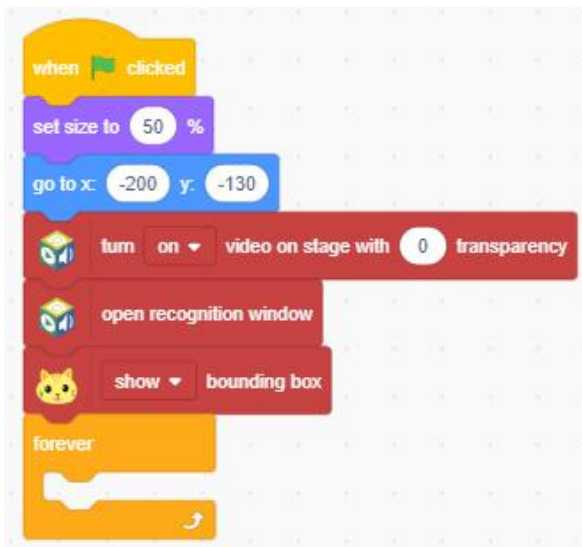 when clicked
set size to 50 %
go to x: -200 y: -130
turn on video on stage with 0 transparency
open recognition window
show bounding box
forever